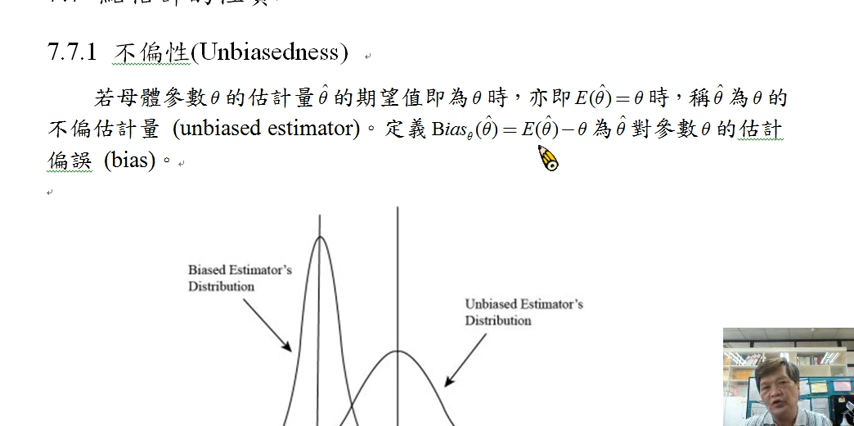 7.7.1 不偏性(Unbiasedness)
若母體參數θ的估計量θ̂的期望值即為θ時，亦即E(θ̂)=θ時，稱θ̂為θ的
不偏估計量 (unbiased estimator)。定義Biasθ(θ̂)=E(θ̂)−θ為θ̂對參數θ的估計
偏誤 (bias)。
Biased Estimator's
Distribution
Unbiased Estimator's
Distribution